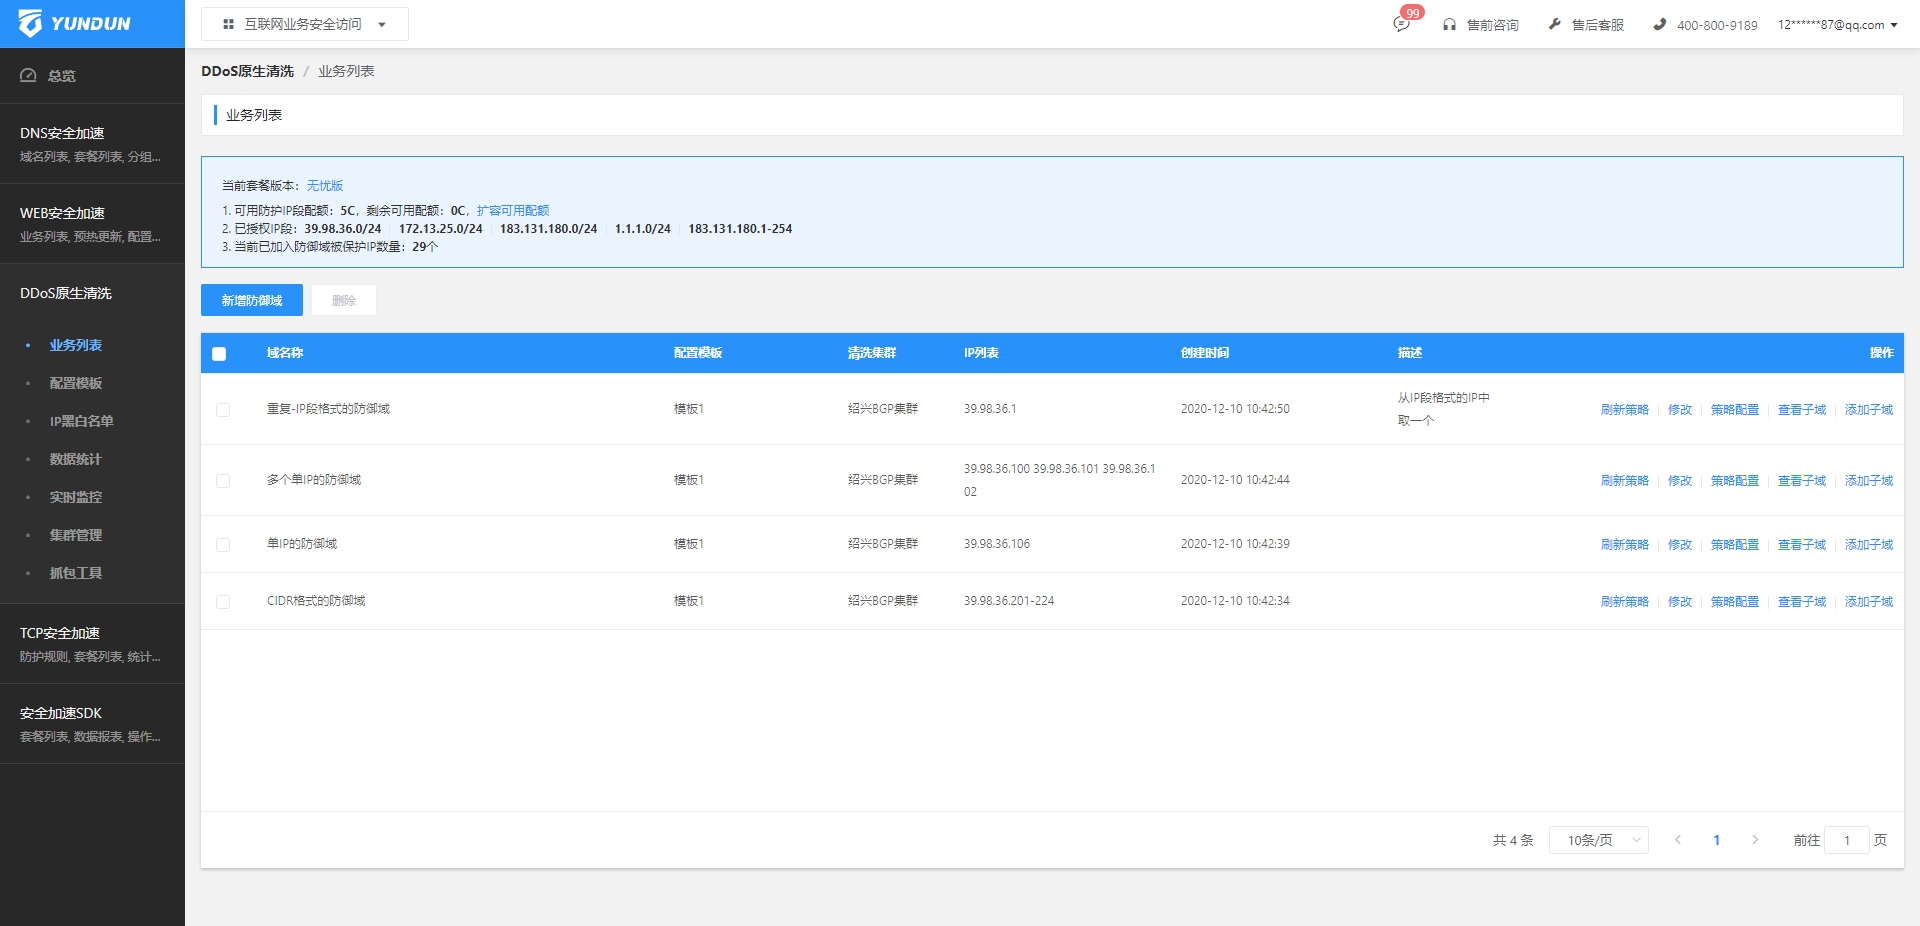 YUNDUN
互联网业务安全访问
99
售前咨询
售后客服
400-800-9189
12******87@qq.com
总览
DNS安全加速
域名列表, 套餐列表, 分组...
WEB安全加速
业务列表, 预热更新, 配置...
DDoS原生清洗
业务列表
配置模板
IP黑白名单
数据统计
实时监控
集群管理
抓包工具
TCP安全加速
防护规则, 套餐列表, 统计...
安全加速SDK
套餐列表, 数据报表, 操作...
DDoS原生清洗 / 业务列表
业务列表
当前套餐版本：无忧版
1. 可用防护IP段配额：5C，剩余可用配额：0C，扩容可用配额
2. 已授权IP段：39.98.36.0/24 172.13.25.0/24 183.131.180.0/24 1.1.1.0/24 183.131.180.1-254
3. 当前已加入防御域被保护IP数量：29个
新增防御域 删除
域名称 配置模板 清洗集群 IP列表 创建时间 描述 操作
重复-IP段格式的防御域 模板1 绍兴BGP集群 39.98.36.1 2020-12-10 10:42:50 从IP段格式的IP中
取一个
刷新策略 修改 策略配置 查看子域 添加子域
多个单IP的防御域 模板1 绍兴BGP集群 39.98.36.100 39.98.36.101 39.98.36.1
02
2020-12-10 10:42:44 刷新策略 修改 策略配置 查看子域 添加子域
单IP的防御域 模板1 绍兴BGP集群 39.98.36.106 2020-12-10 10:42:39 刷新策略 修改 策略配置 查看子域 添加子域
CIDR格式的防御域 模板1 绍兴BGP集群 39.98.36.201-224 2020-12-10 10:42:34 刷新策略 修改 策略配置 查看子域 添加子域
共 4 条 10条/页 1 前往 1 页